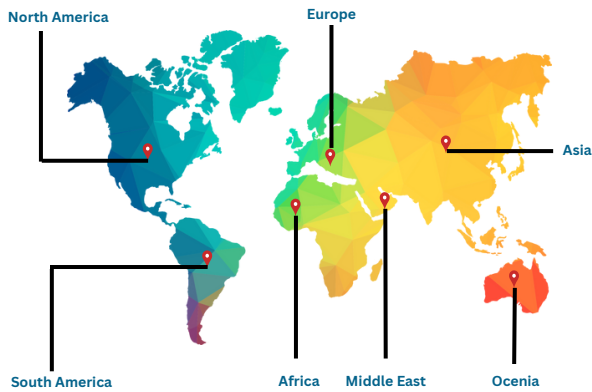 North America
Europe
Asia
South America
Africa
Middle East
Ocenia